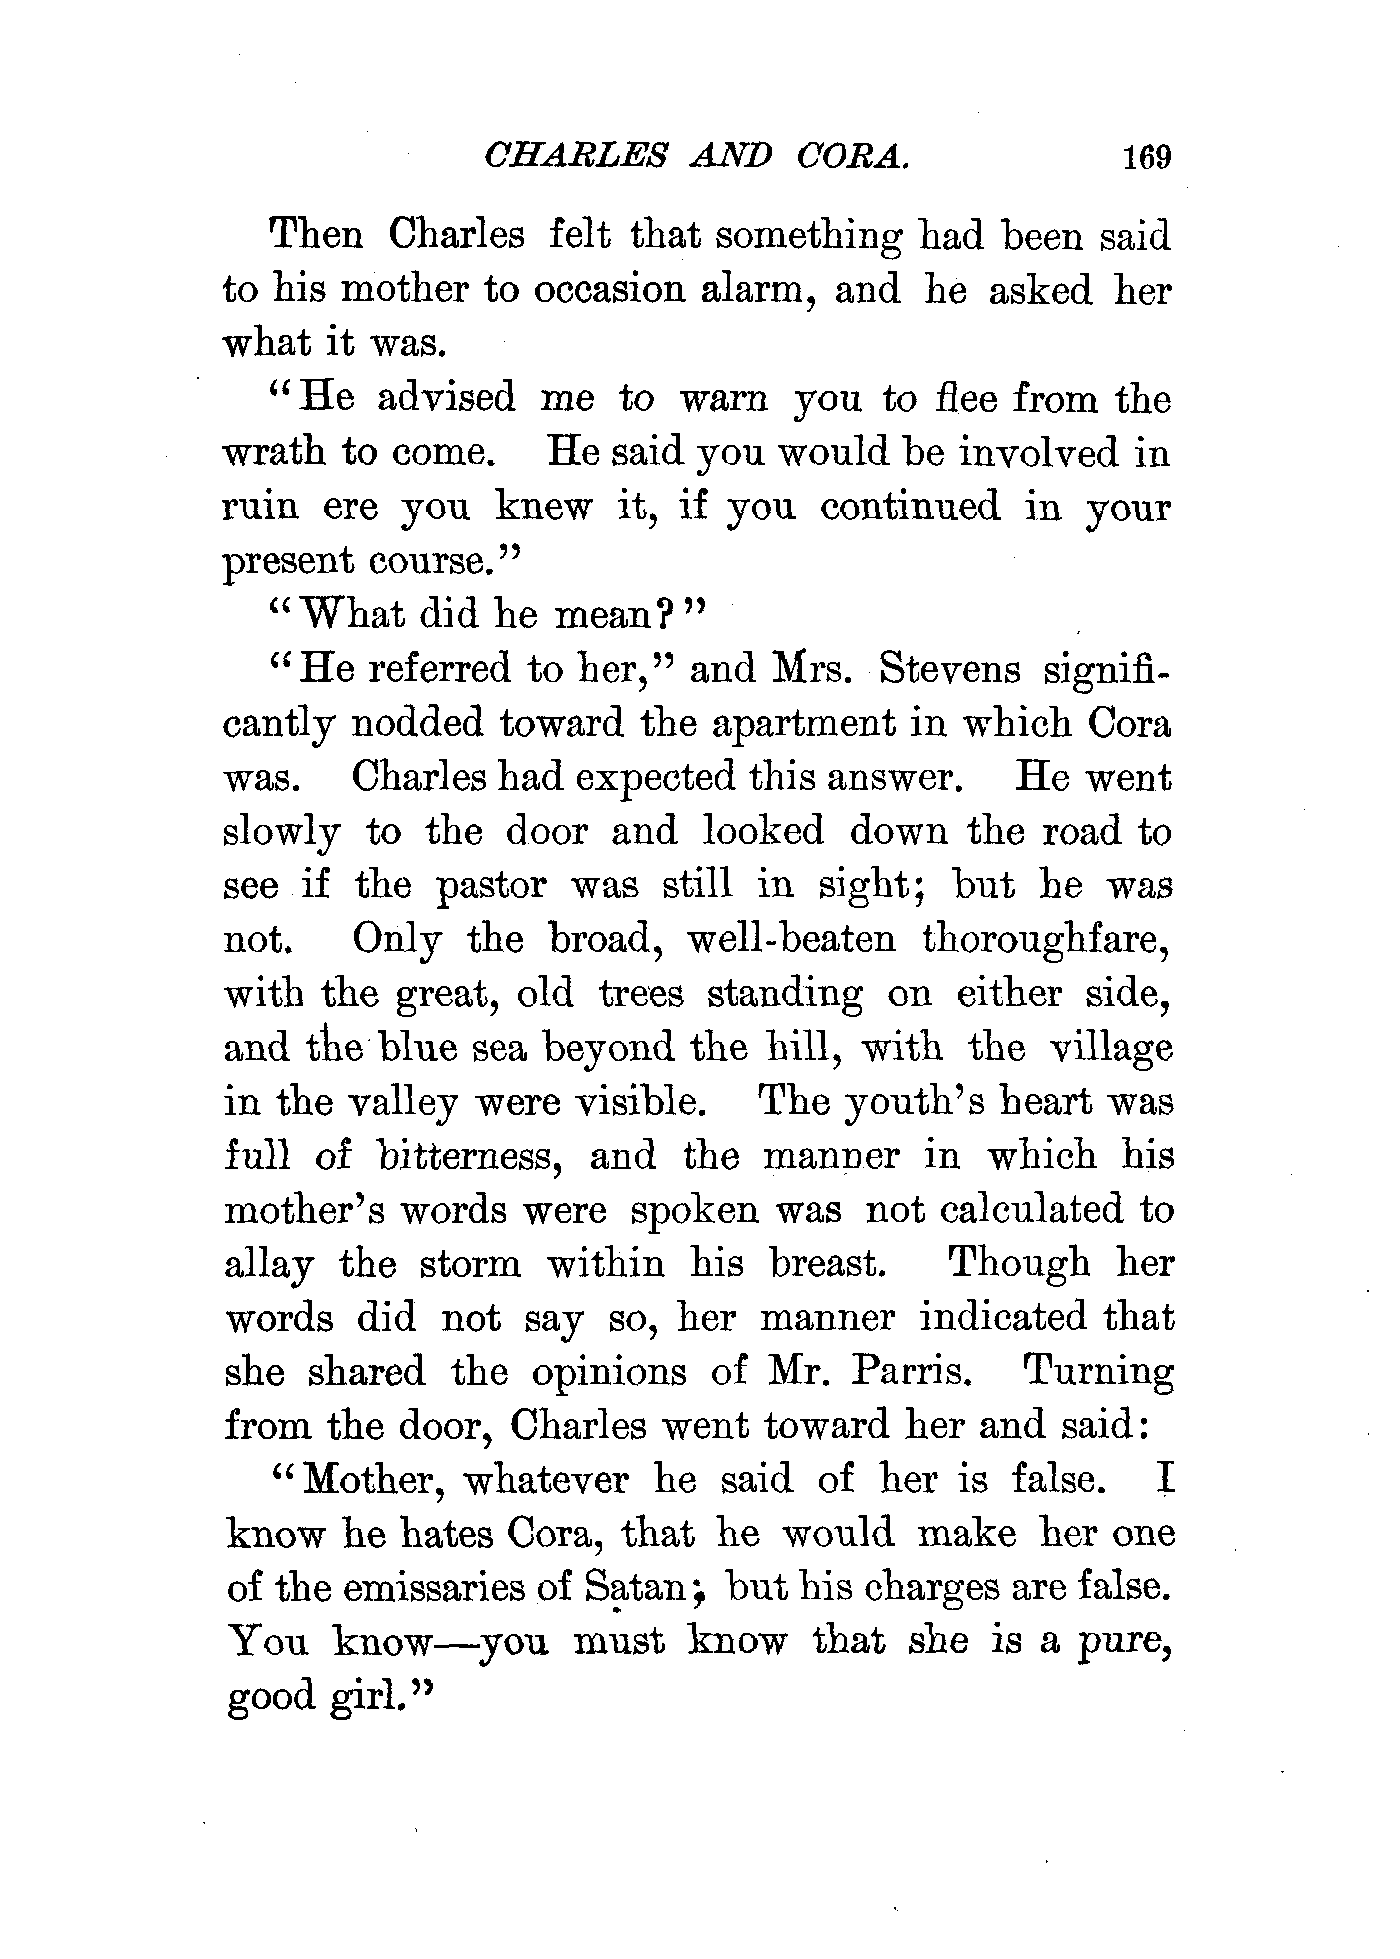 CHARLES AND CORA. 169
Then Charles felt that something had been said
to his mother to occasion alarm, and he asked her
what it was.
"He advised me to warn you to flee from the
wrath to come. He said you would be involved in
ruin ere you knew it, if you continued in your
present course."
"What did he mean?"
"He referred to her," and Mrs. Stevens signifi-
cantly nodded toward the apartment in which Cora
was. Charles had expected this answer. He went
slowly to the door and looked down the road to
see if the pastor was still in sight; but he was
not. Only the broad, well-beaten thoroughfare,
with the great, old trees standing on either side,
and the blue sea beyond the hill, with the village
in the valley were visible. The youth's heart was
full of bitterness, and the manner in which his
mother's words were spoken was not calculated to
allay the storm within his breast. Though her
words did not say so, her manner indicated that
she shared the opinions of Mr. Parris. Turning
from the door, Charles went toward her and said:
"Mother, whatever he said of her is false. I
know he hates Cora, that he would make her one
of the emissaries of Satan; but his charges are false.
You know—you must know that she is a pure,
good girl."